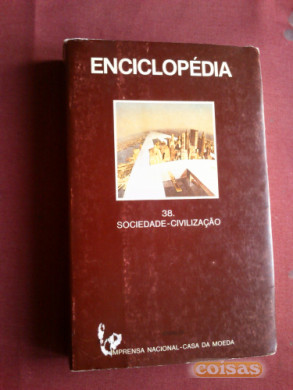 ENCICLOPÉDIA
38.
SOCIEDADE-CIVILIZAÇÃO
IMPRENSA NACIONAL-CASA DA MOEDA
coisas